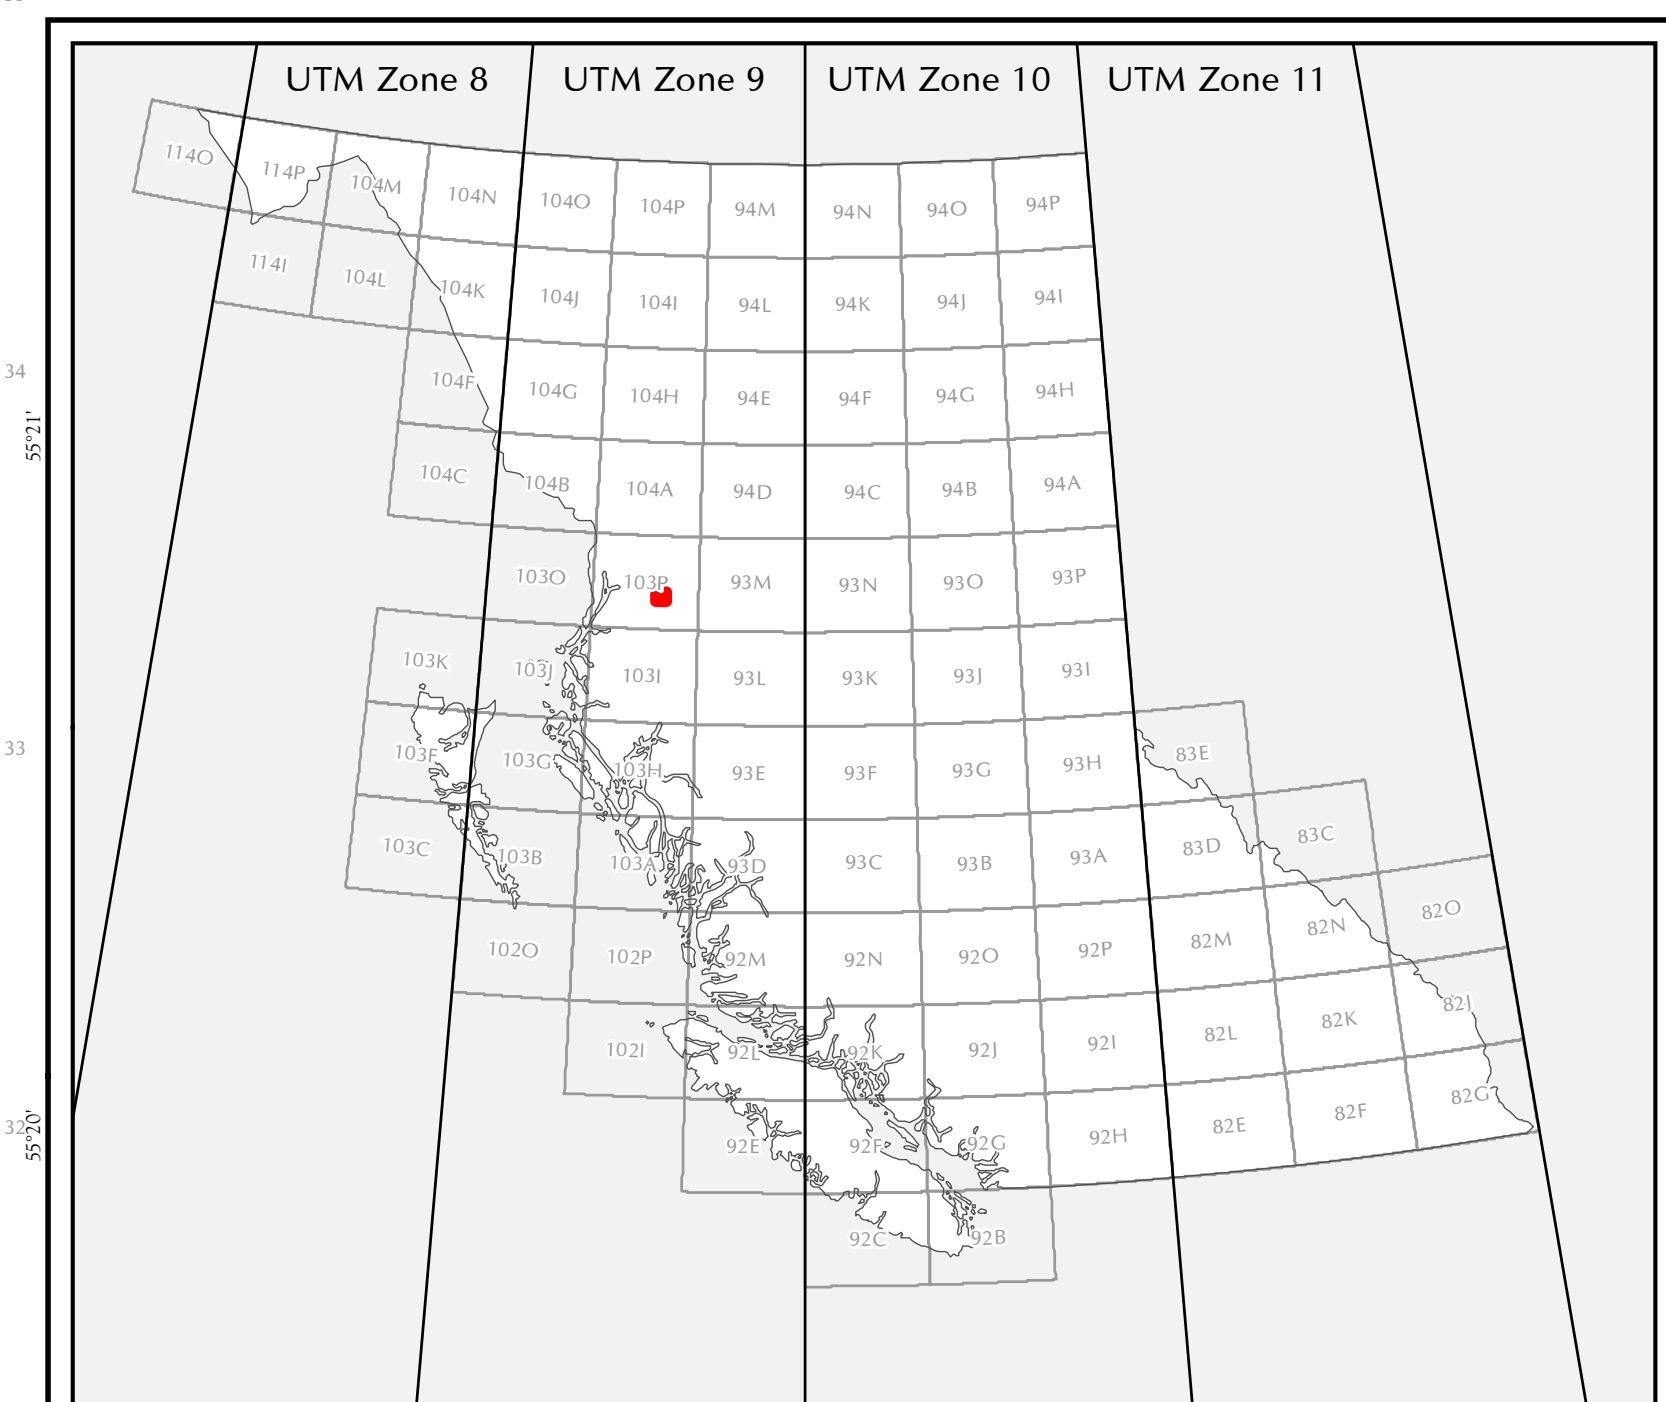 UTM Zone 8 UTM Zone 9 UTM Zone 10 UTM Zone 11
114O 114P 104M 104N 104O 104P 94M 94N 94O 94P
114I 104L 104K 104J 104I 94L 94K 94J 94I
34
55°21'
104F 104G 104H 94E 94F 94G 94H
104C 104B 104A 94D 94C 94B 94A
103O 103P 93M 93N 93O 93P
103K 103J 103I 93L 93K 93J 93I
33
103F 103G 103H 93E 93F 93G 93H 83E
103C 103B 103A 93D 93C 93B 93A 83D 83C
102O 102P 92M 92N 92O 92P 82M 82N 82O
102I 92L 92K 92J 92I 82L 82K 82J
32
55°20'
92E 92F 92G 92H 82E 82F 82G
92C 92B